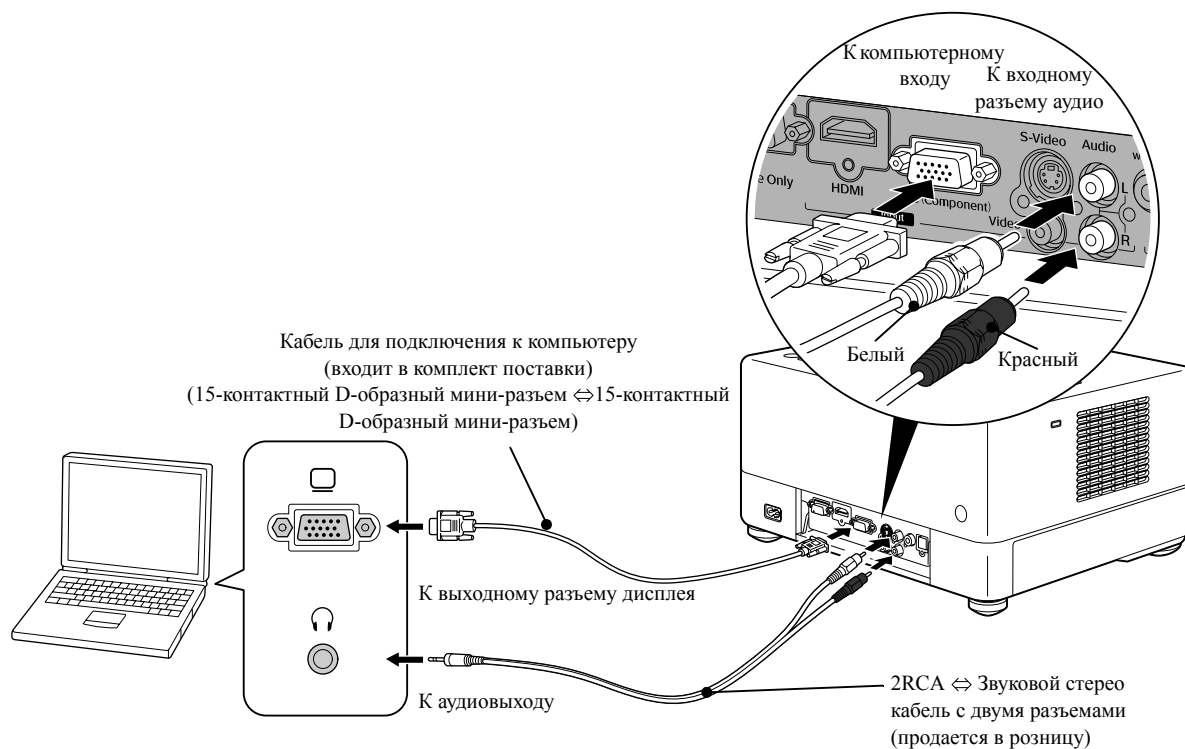 К компьютерному
входу
К входному
разъему аудио
S-Video
Audio
e Only
HDMI
(Component)
Input
Video
L
R
Белый
Красный
Кабель для подключения к компьютеру
(входит в комплект поставки)
(15-контактный D-образный мини-разъем ⇔15-контактный
D-образный мини-разъем)
К выходному разъему дисплея
К аудиовыходу
2RCA ⇔ Звуковой стерео
кабель с двумя разъемами
(продается в розницу)